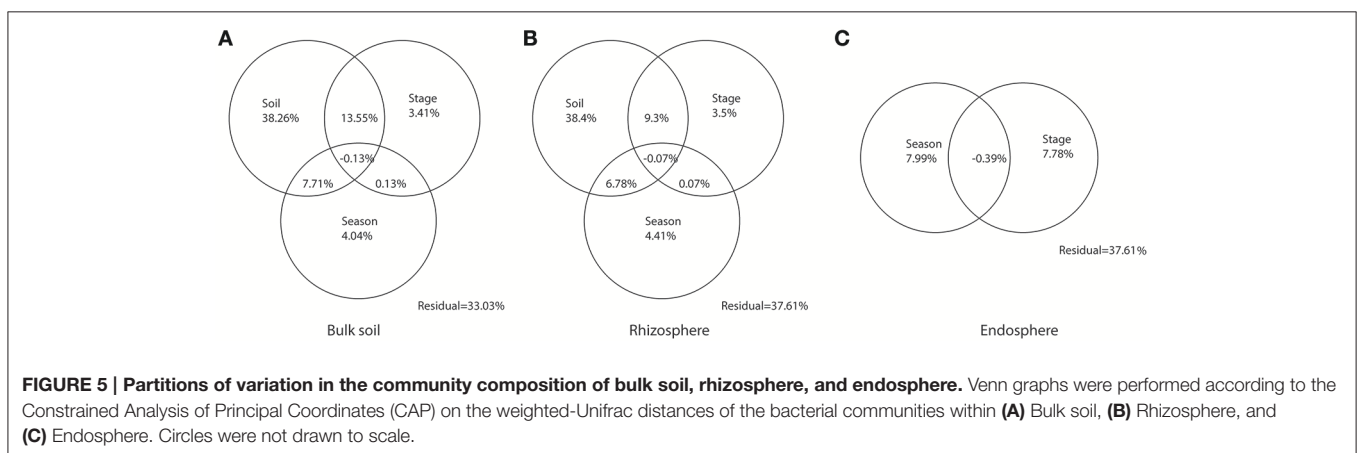 A
Soil
38.26%
13.55%
Stage
3.41%
-0.13%
7.71%
0.13%
Season
4.04%
Residual=33.03%
Bulk soil
B
Soil
38.4%
9.3%
Stage
3.5%
-0.07%
6.78%
0.07%
Season
4.41%
Residual=37.61%
Rhizosphere
C
Season
7.99%
-0.39%
Stage
7.78%
Residual=37.61%
Endosphere
FIGURE 5 | Partitions of variation in the community composition of bulk soil, rhizosphere, and endosphere. Venn graphs were performed according to the
Constrained Analysis of Principal Coordinates (CAP) on the weighted-Unifrac distances of the bacterial communities within (A) Bulk soil, (B) Rhizosphere, and
(C) Endosphere. Circles were not drawn to scale.